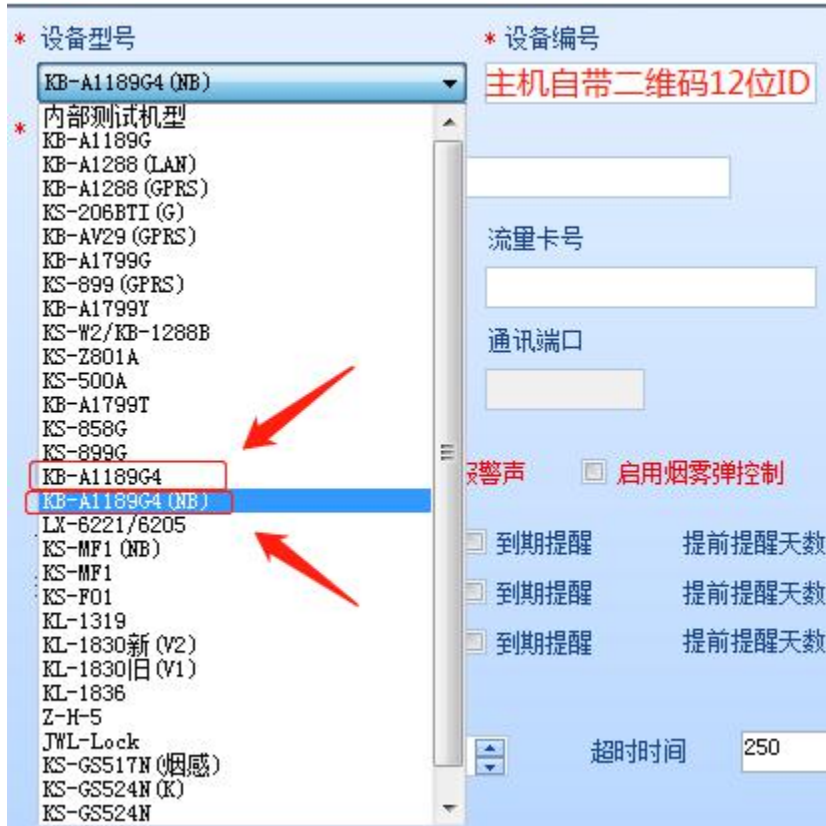 * 设备型号
* 设备编号
KB-A1189G4(NB)
主机自带二维码12位ID
*
内部测试机型
KB-A1189G
KB-A1288(LAN)
KB-A1288(GPRS)
KS-206BTI(G)
KB-AV29(GPRS)
KB-A1799G
流里卡号
KS-899(GPRS)
KB-A1799Y
KS-W2/KB-1288B
通讯端口
KS-Z801A
KS-500A
KB-A1799T
KS-858G
KS-899G
KB-A1189G4
警声
启用烟雾弹控制
KB-A1189G4(NB)
LX-6221/6205
KS-MF1(NB)
到期提醒
提前提醒天数
KS-MF1
KS-F01
到期提醒
提前提醒天数
KL-1319
KL-1830新(V2)
到期提醒
提前提醒天数
KL-1830旧(V1)
KL-1836
Z-H-5
JWL-Lock
超时时间
250
KS-GS517N(烟感)
KS-GS524N(K)
KS-GS524N